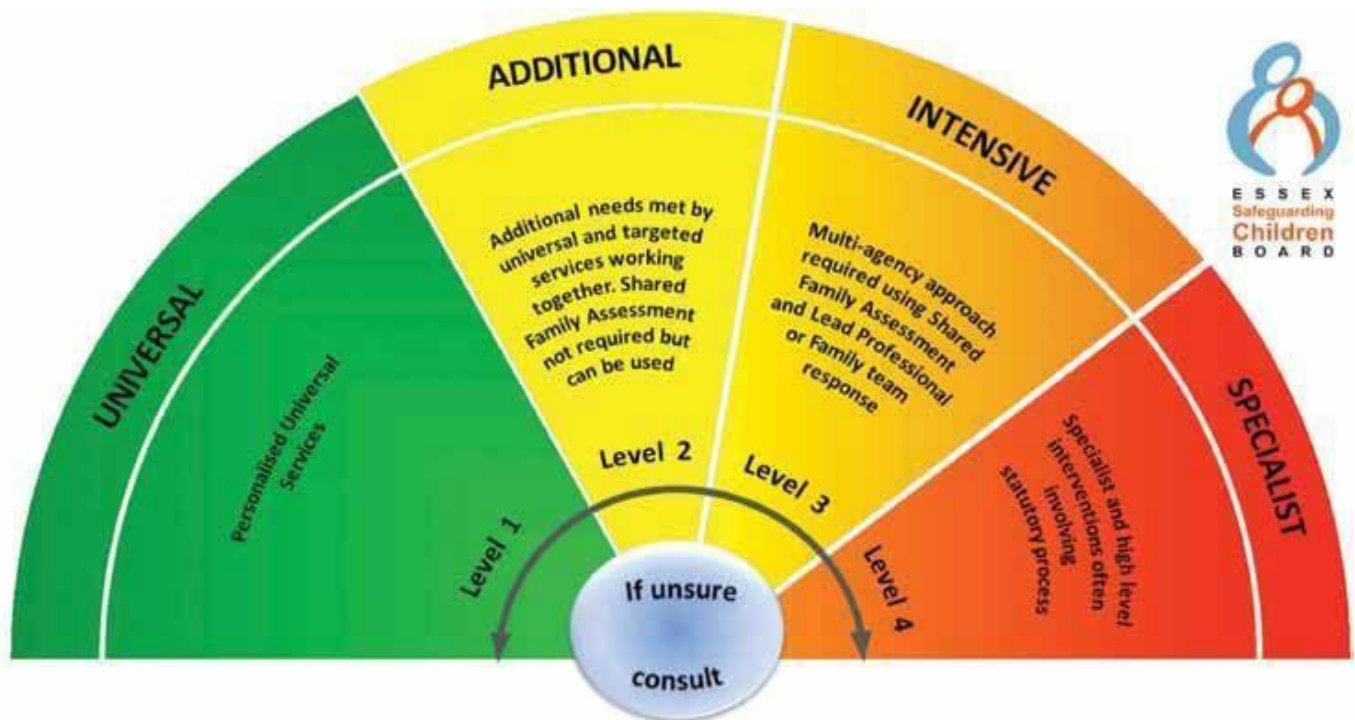 UNIVERSAL
Personalised Universal
Services
Level 1
ADDITIONAL
Additional needs met by
universal and targeted
services working
together. Shared
Family Assessment
not required but
can be used
Level 2
INTENSIVE
Multi-agency approach
required using Shared
Family Assessment
and Lead Professional
or Family team
response
Level 3
SPECIALIST
Specialist and high level
interventions often
involving
statutory process
Level 4
If unsure
consult
ESSEX
Safeguarding
Children
BOARD